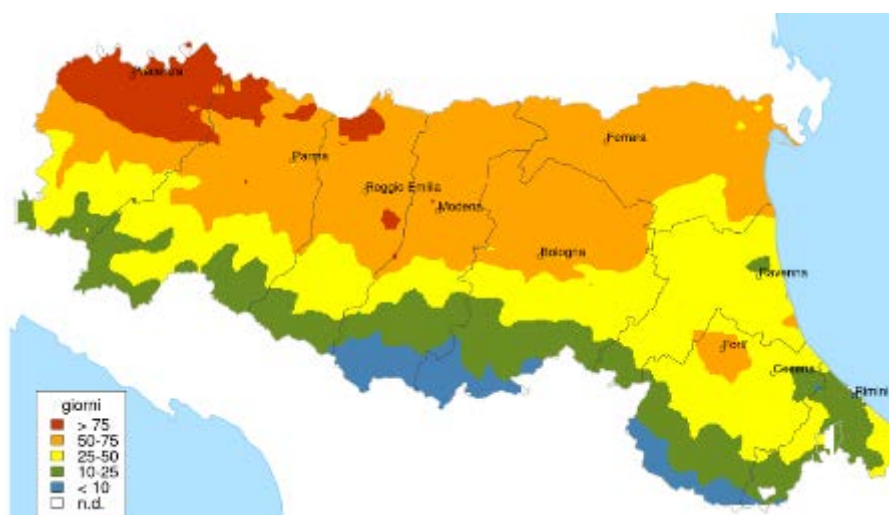 Piacenza
Ferrara
Parma
Reggio Emilia
Modena
Bologna
Ravenna
Forlì
Cesena
Rimini
giorni
> 75
50-75
25-50
10-25
< 10
n.d.